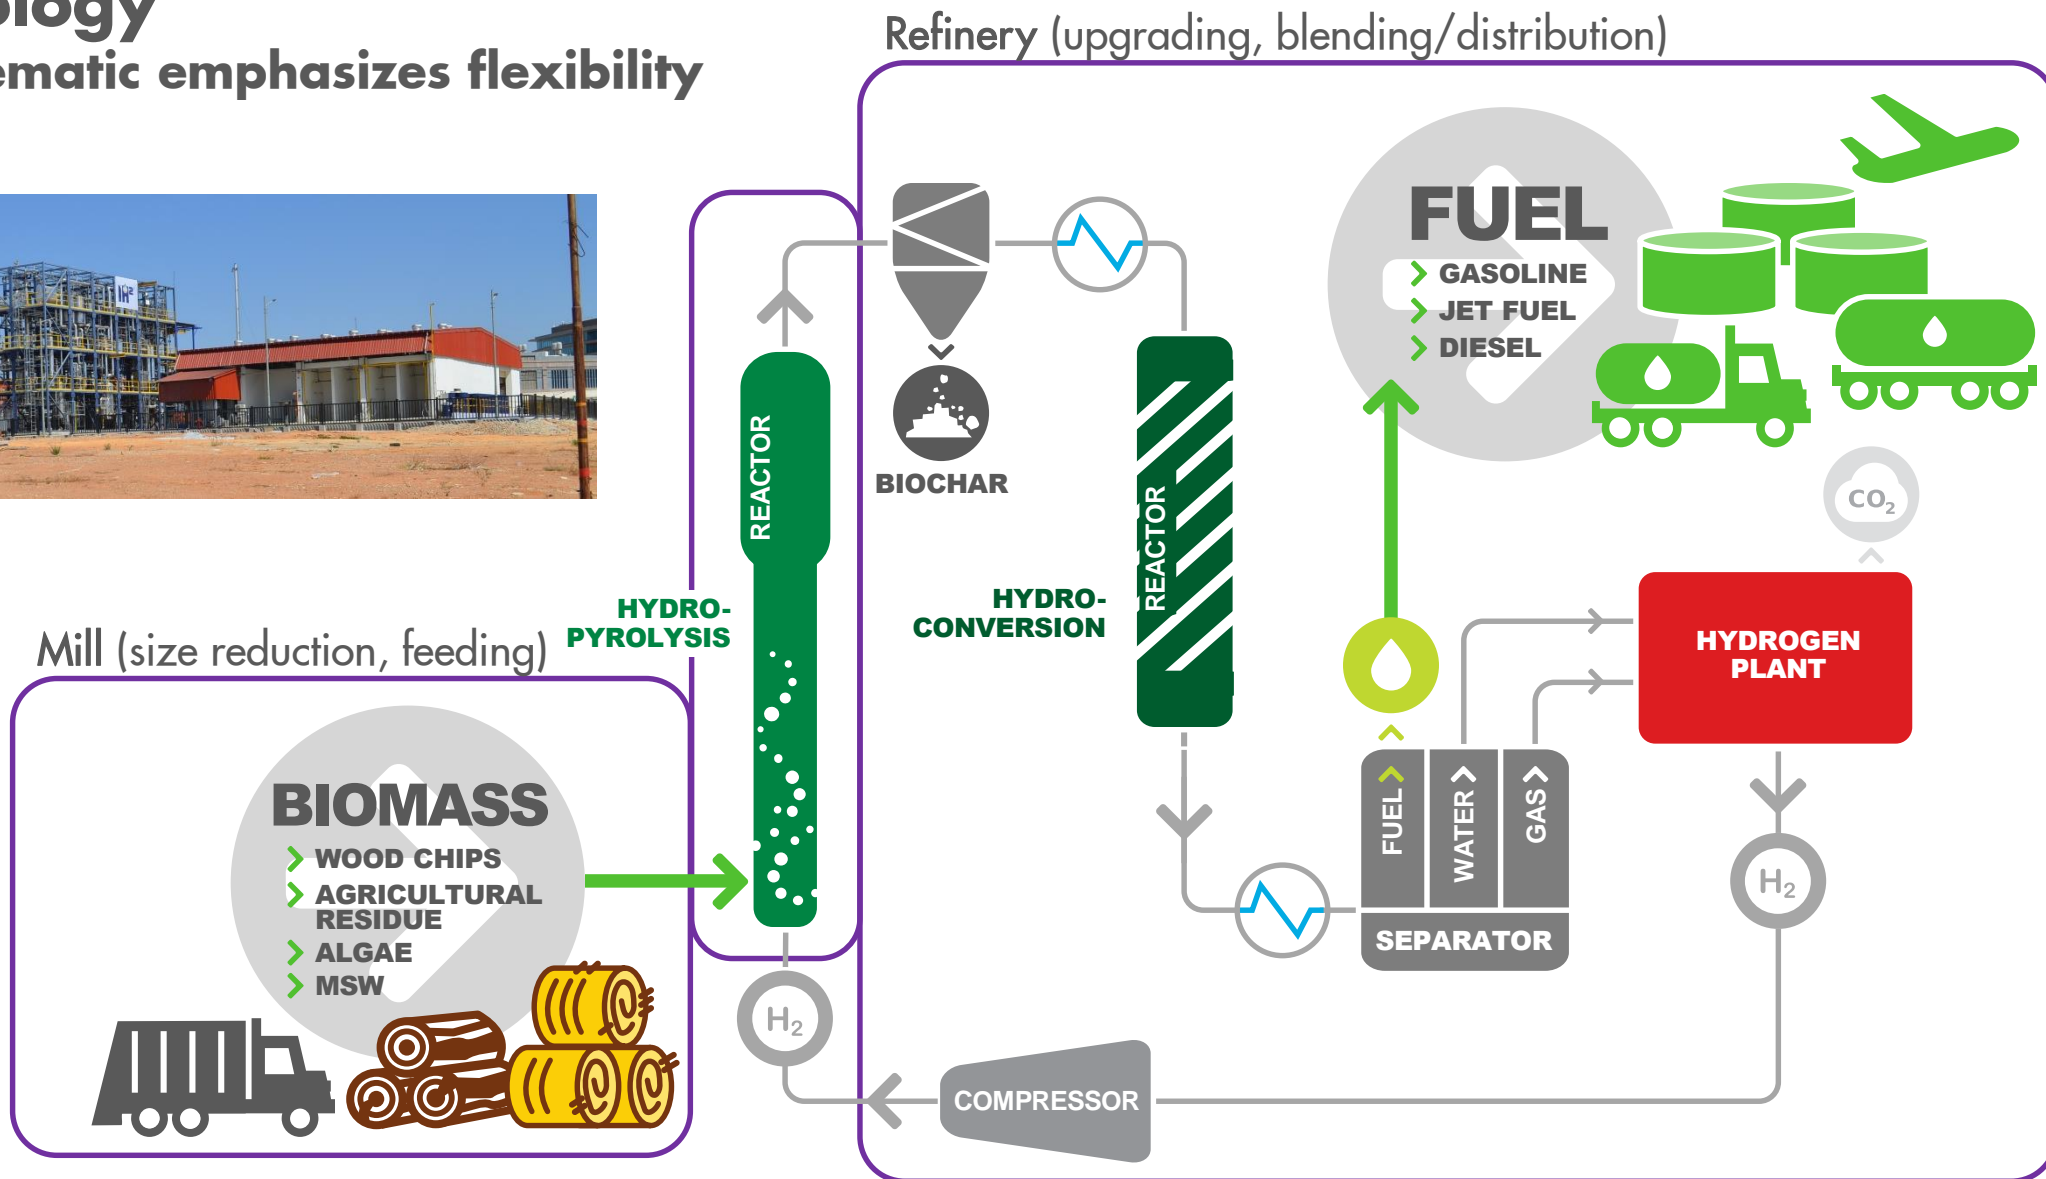 ology
ematic emphasizes flexibility
Refinery (upgrading, blending/distribution)
IH²
FUEL
GASOLINE
JET FUEL
DIESEL
REACTOR
BIOCHAR
REACTOR
CO₂
HYDRO-
PYROLYSIS
HYDRO-
CONVERSION
HYDROGEN
PLANT
Mill (size reduction, feeding)
BIOMASS
WOOD CHIPS
AGRICULTURAL
RESIDUE
ALGAE
MSW
FUEL
WATER
GAS
SEPARATOR
H₂
H₂
COMPRESSOR